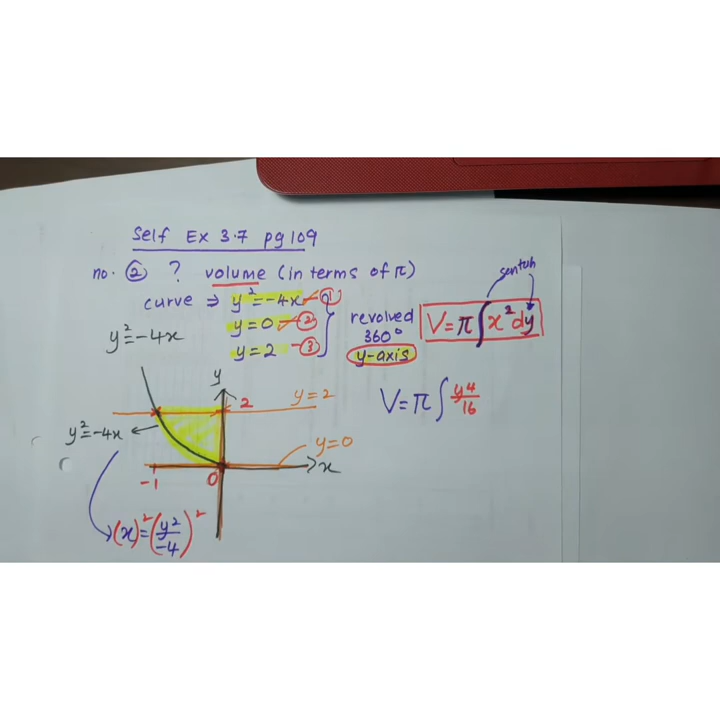 Self Ex 3.7 pg 109
no. ② ? volume (in terms of π)
curve ⇒ y² = -4x - ①
y = 0 - ②
y = 2 - ③
revolved
360°
y-axis
sentuh
V = π ∫ x² dy
y² = -4x
V = π ∫ y4/16
y
2
y = 2
y² = -4x
y = 0
x
-1
0
(x)² = (y²/-4)²